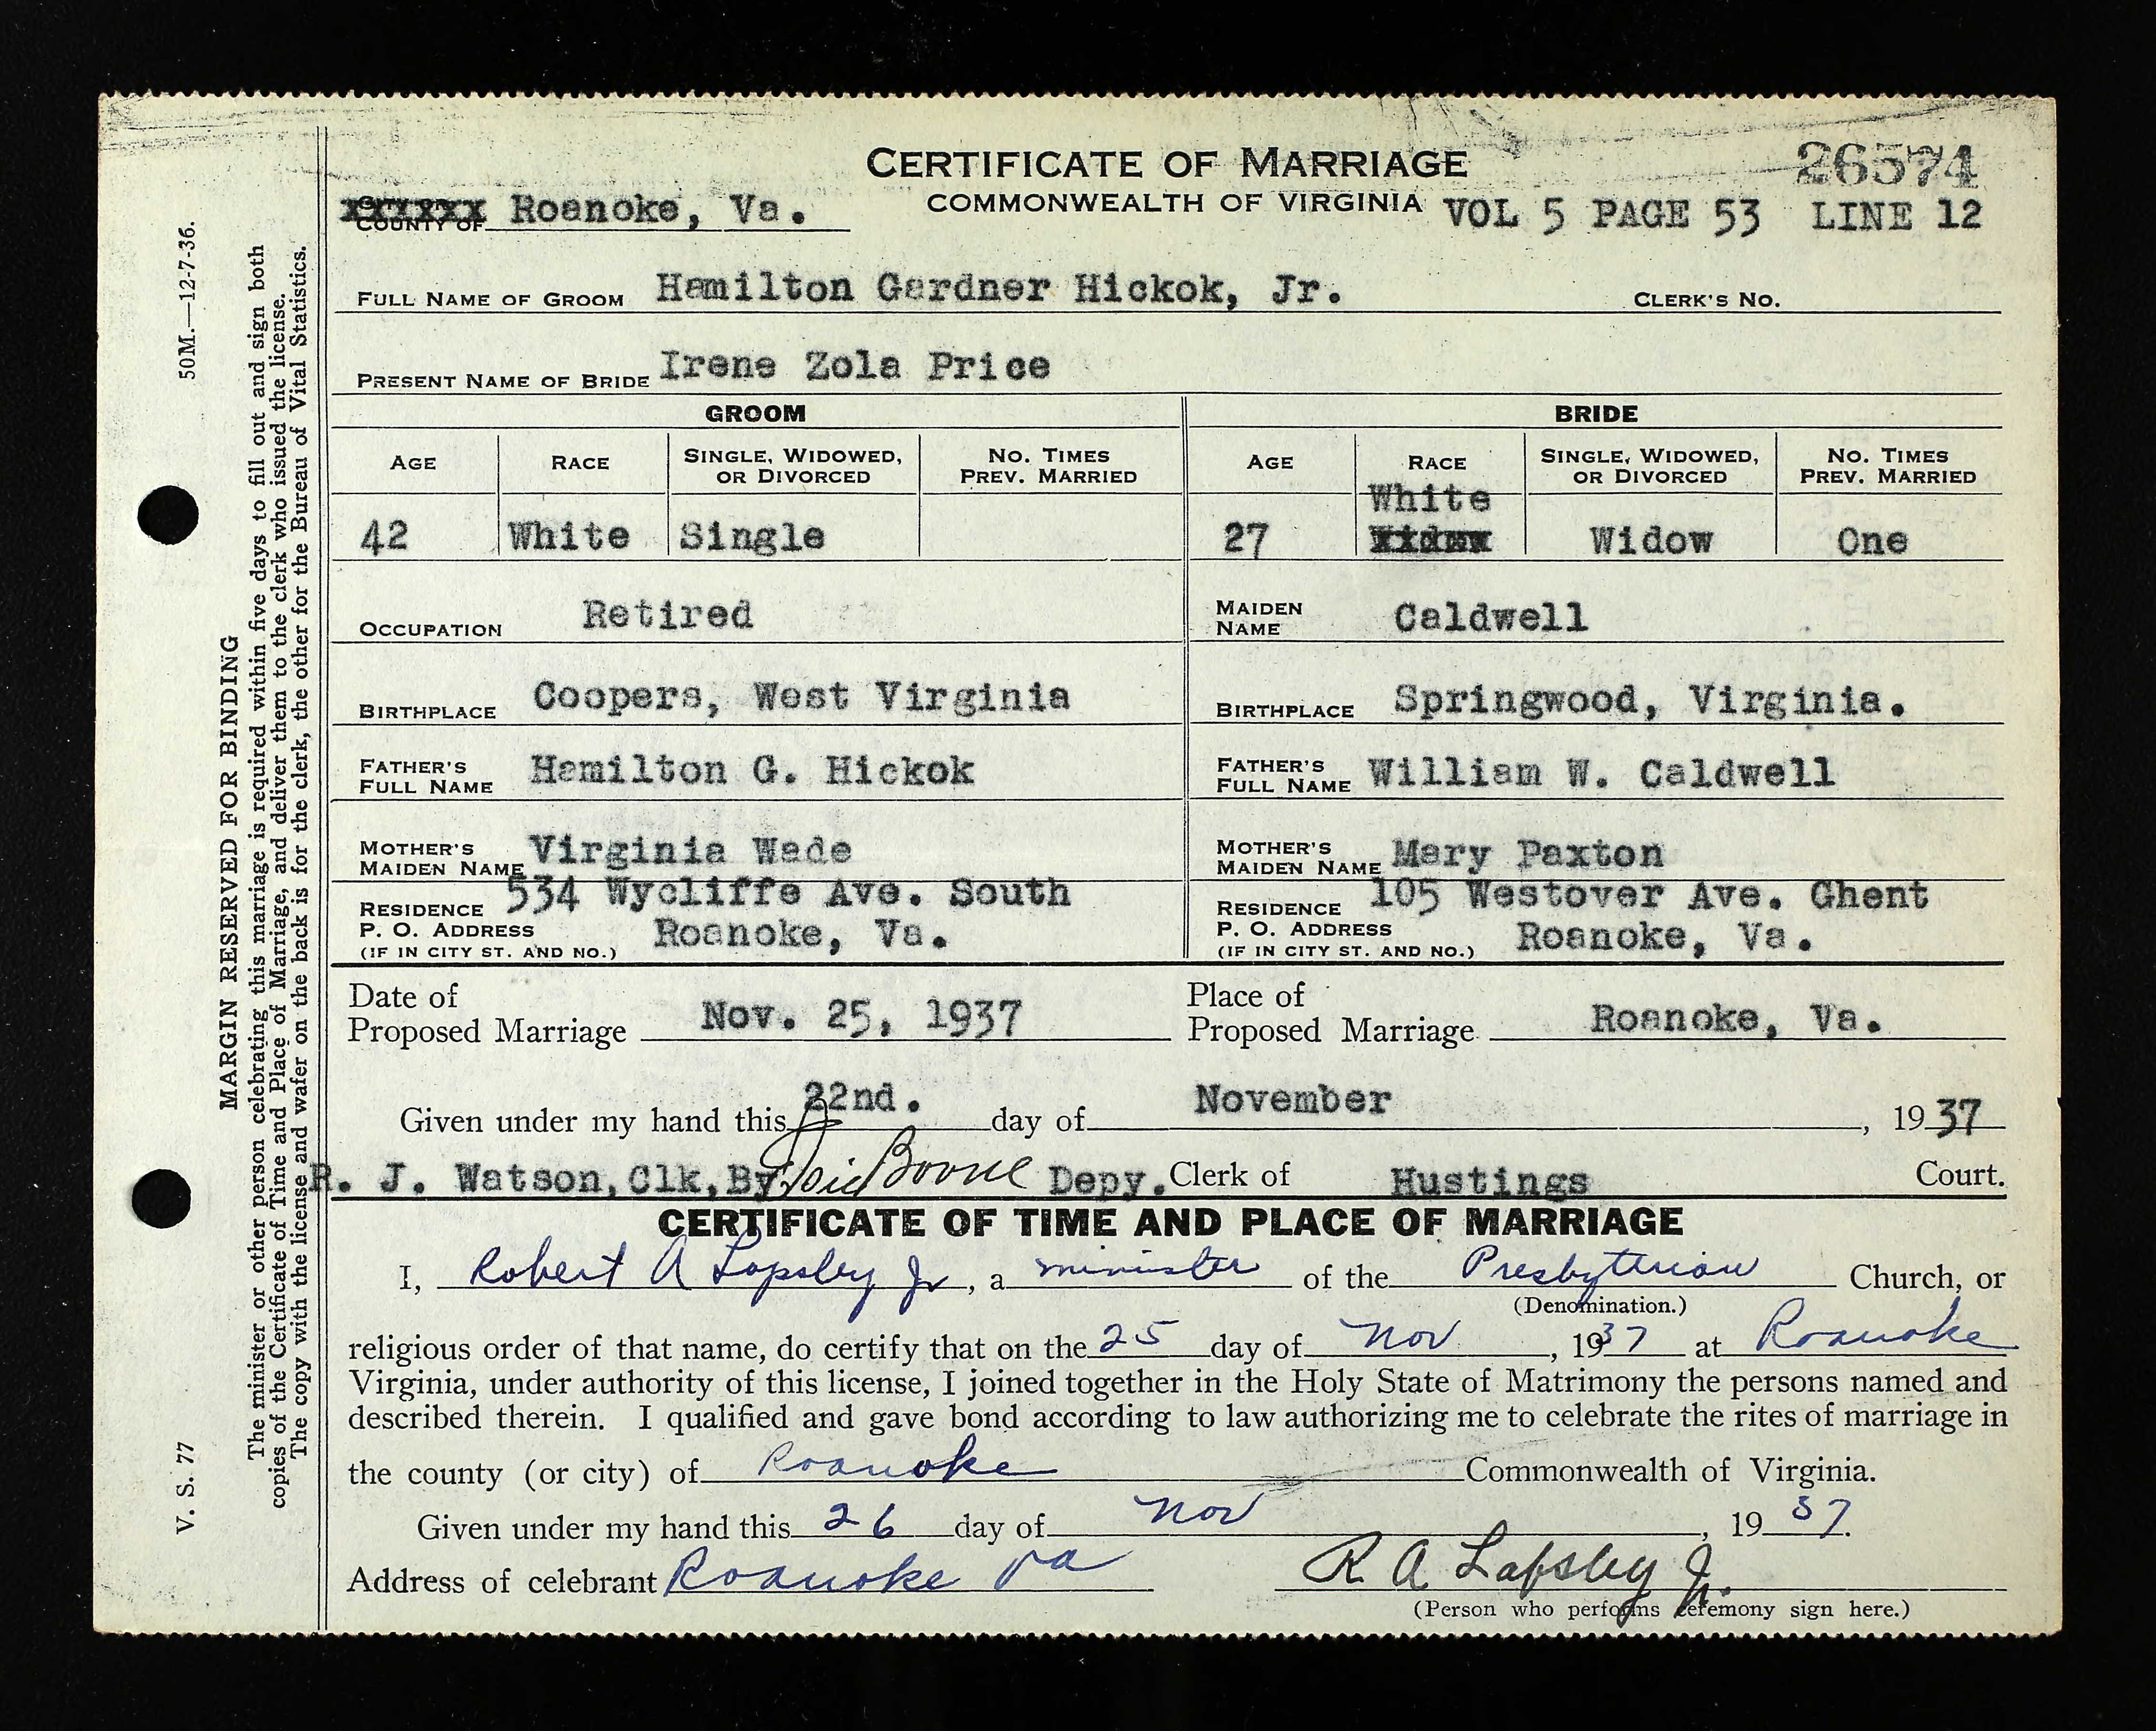 CERTIFICATE OF MARRIAGE
26574
COMMONWEALTH OF VIRGINIA
VOL 5 PAGE 53 LINE 12
COUNTY OF Roanoke, Va.
FULL NAME OF GROOM Hamilton Gardner Hickok, Jr. CLERK'S NO.
PRESENT NAME OF BRIDE Irene Zola Price
GROOM BRIDE
AGE RACE SINGLE, WIDOWED, OR DIVORCED NO. TIMES PREV. MARRIED AGE RACE SINGLE, WIDOWED, OR DIVORCED NO. TIMES PREV. MARRIED
White
42 White Single 27 Widow One
OCCUPATION Retired MAIDEN NAME Caldwell
BIRTHPLACE Coopers, West Virginia BIRTHPLACE Springwood, Virginia.
FATHER'S FULL NAME Hamilton G. Hickok FATHER'S FULL NAME William W. Caldwell
MOTHER'S MAIDEN NAME Virginia Wade MOTHER'S MAIDEN NAME Mary Paxton
RESIDENCE 534 Wycliffe Ave. South RESIDENCE 105 Westover Ave. Ghent
P. O. ADDRESS Roanoke, Va. P. O. ADDRESS Roanoke, Va.
(IF IN CITY ST. AND NO.) (IF IN CITY ST. AND NO.)
Date of Proposed Marriage Nov. 25, 1937 Place of Proposed Marriage Roanoke, Va.
Given under my hand this 22nd. day of November, 1937
R. J. Watson, Clk, By Boone Depy. Clerk of Hustings Court.
CERTIFICATE OF TIME AND PLACE OF MARRIAGE
I, Robert A Lapsley Jr, a minister of the Presbyterian Church, or
(Denomination.)
religious order of that name, do certify that on the 25 day of Nov, 1937 at Roanoke
Virginia, under authority of this license, I joined together in the Holy State of Matrimony the persons named and
described therein. I qualified and gave bond according to law authorizing me to celebrate the rites of marriage in
the county (or city) of Roanoke Commonwealth of Virginia.
Given under my hand this 26 day of Nov, 1937.
Address of celebrant Roanoke Va R A Lapsley Jr.
(Person who performs ceremony sign here.)
V. S. 77 50M.—12-7-36.
MARGIN RESERVED FOR BINDING
The minister or other person celebrating this marriage is required within five days to fill out and sign both
copies of the Certificate of Time and Place of Marriage, and deliver them to the clerk who issued the license.
The copy with the license and wafer on the back is for the clerk, the other for the Bureau of Vital Statistics.